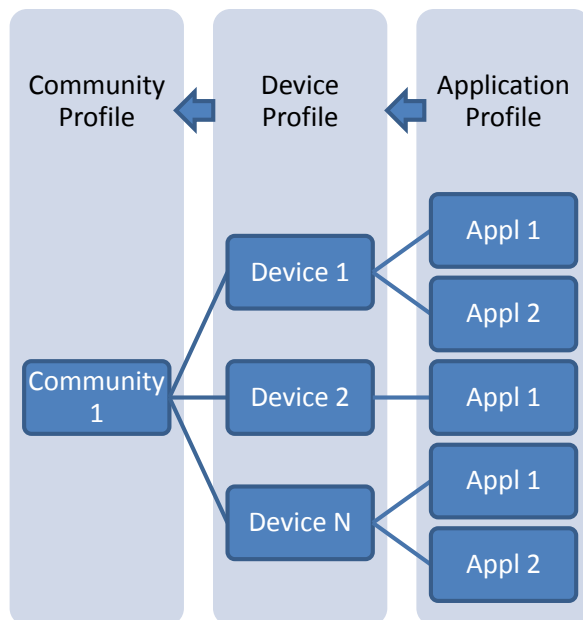 Community
Profile
Device
Profile
Application
Profile
Community
1
Device 1
Device 2
Device N
Appl 1
Appl 2
Appl 1
Appl 1
Appl 2